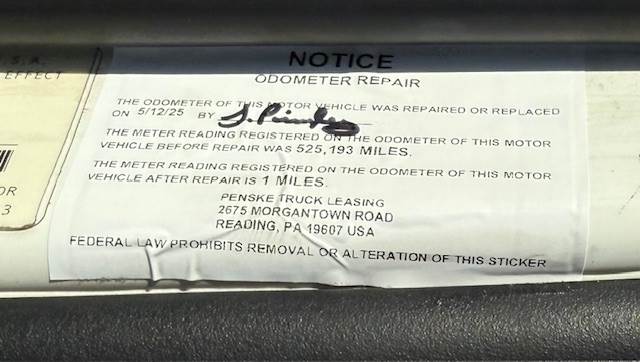 U.S.A.
EFFECT
OR
3
NOTICE
ODOMETER REPAIR
THE ODOMETER OF THIS MOTOR VEHICLE WAS REPAIRED OR REPLACED
ON 5/12/25 BY
THE METER READING REGISTERED ON THE ODOMETER OF THIS MOTOR
VEHICLE BEFORE REPAIR WAS 525,193 MILES.
THE METER READING REGISTERED ON THE ODOMETER OF THIS MOTOR
VEHICLE AFTER REPAIR IS 1 MILES.
PENSKE TRUCK LEASING
2675 MORGANTOWN ROAD
READING, PA 19607 USA
FEDERAL LAW PROHIBITS REMOVAL OR ALTERATION OF THIS STICKER